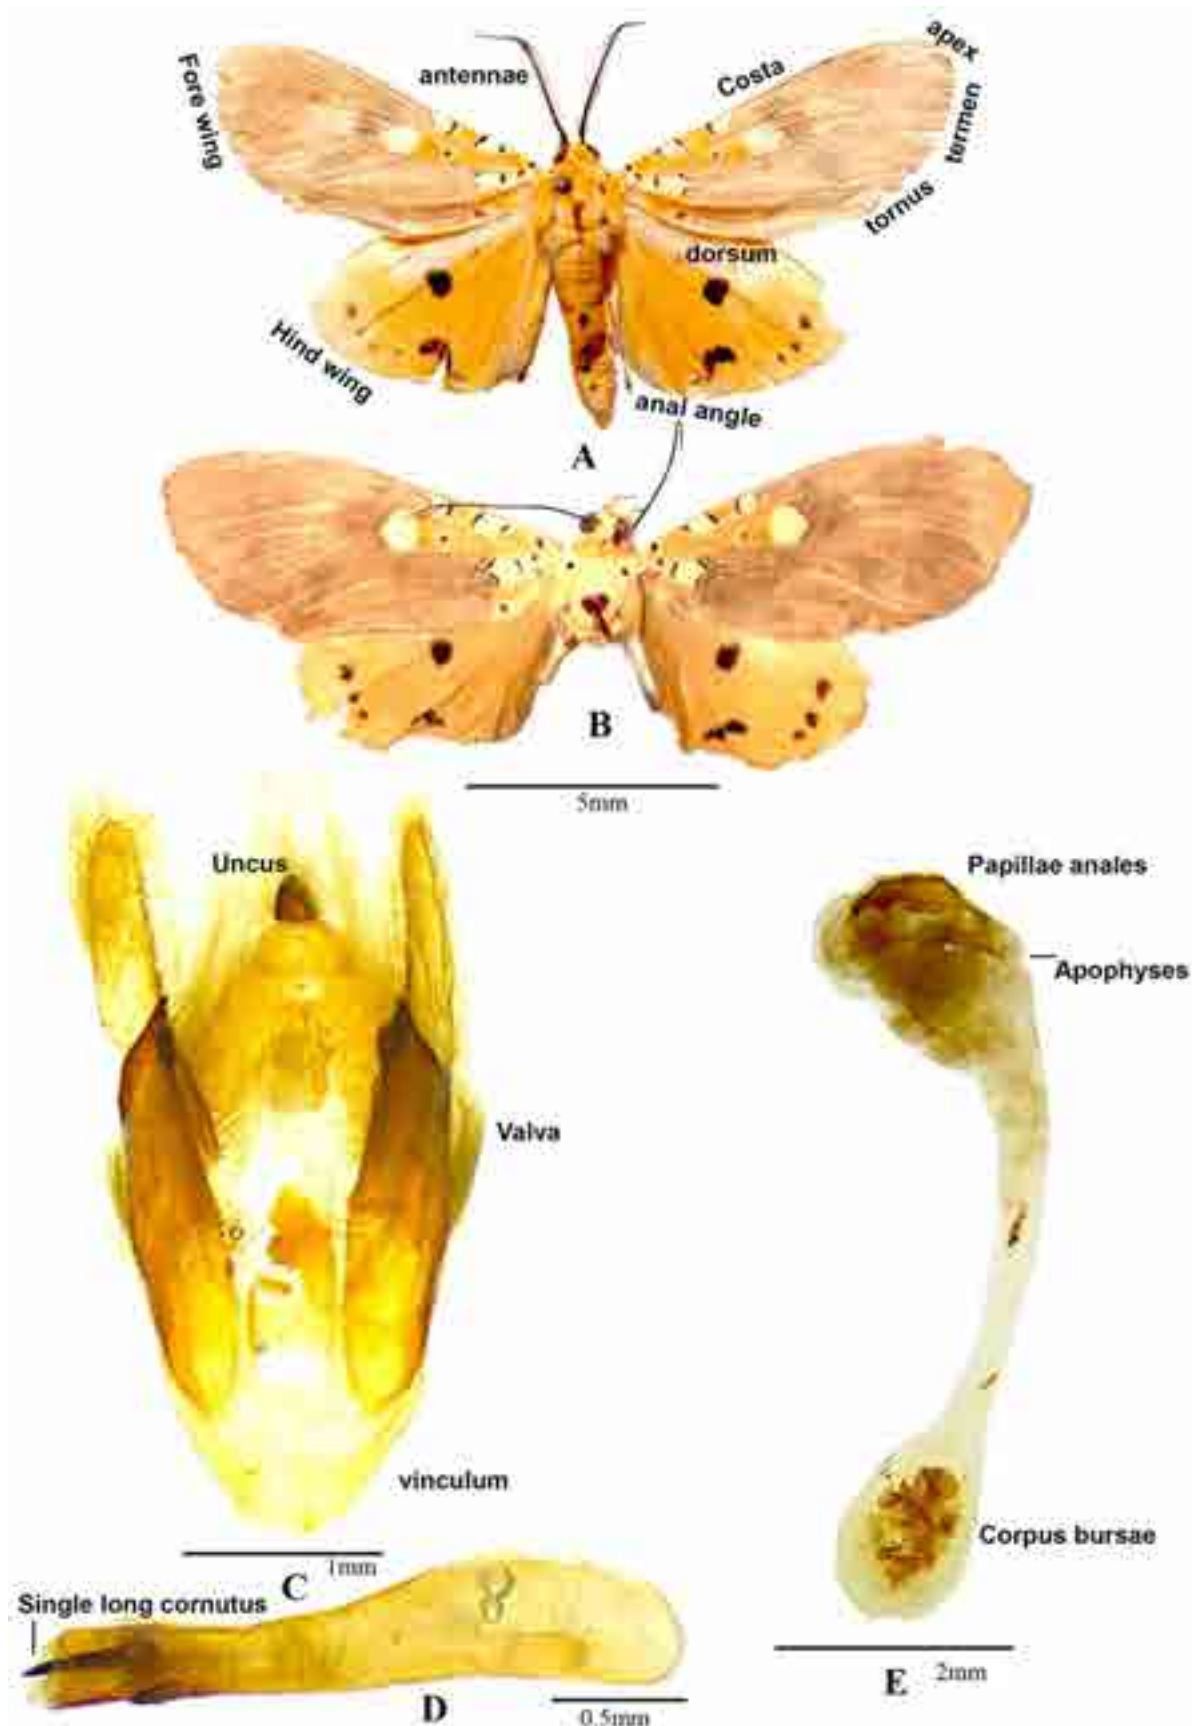 apex
Fore wing
antennae
Costa
termen
tornus
dorsum
Hind wing
anal angle
A
B
5mm
Uncus
Papillae anales
Apophyses
Valva
vinculum
Corpus bursae
1mm
C
Single long cornutus
2mm
E
D
0.5mm